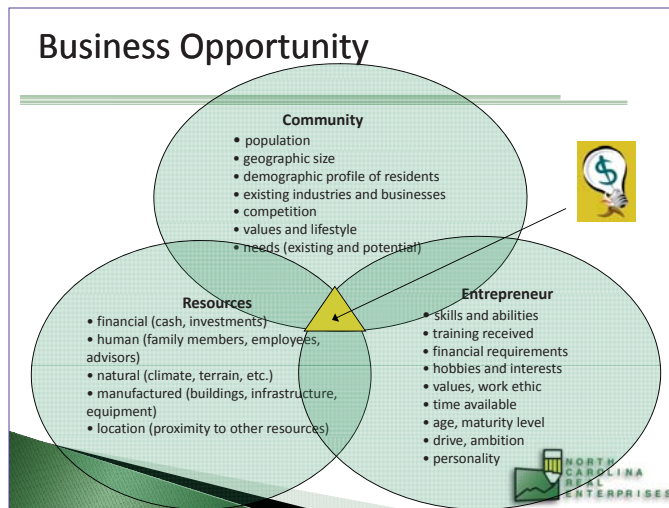 Business Opportunity
Community
• population
• geographic size
• demographic profile of residents
• existing industries and businesses
• competition
• values and lifestyle
• needs (existing and potential)
$
Resources
• financial (cash, investments)
• human (family members, employees,
advisors)
• natural (climate, terrain, etc.)
• manufactured (buildings, infrastructure,
equipment)
• location (proximity to other resources)
Entrepreneur
• skills and abilities
• training received
• financial requirements
• hobbies and interests
• values, work ethic
• time available
• age, maturity level
• drive, ambition
• personality
NORTH
CAROLINA
REAL
ENTERPRISES